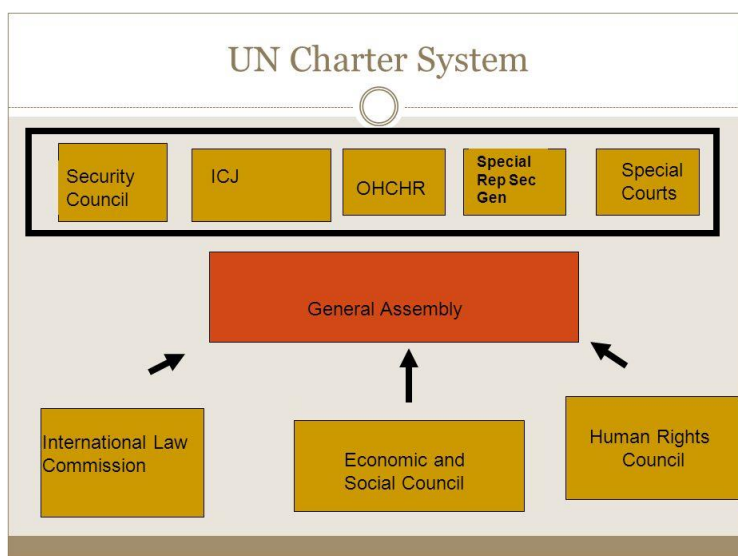 UN Charter System
Security
Council
ICJ
OHCHR
Special
Rep Sec
Gen
Special
Courts
General Assembly
International Law
Commission
Economic and
Social Council
Human Rights
Council